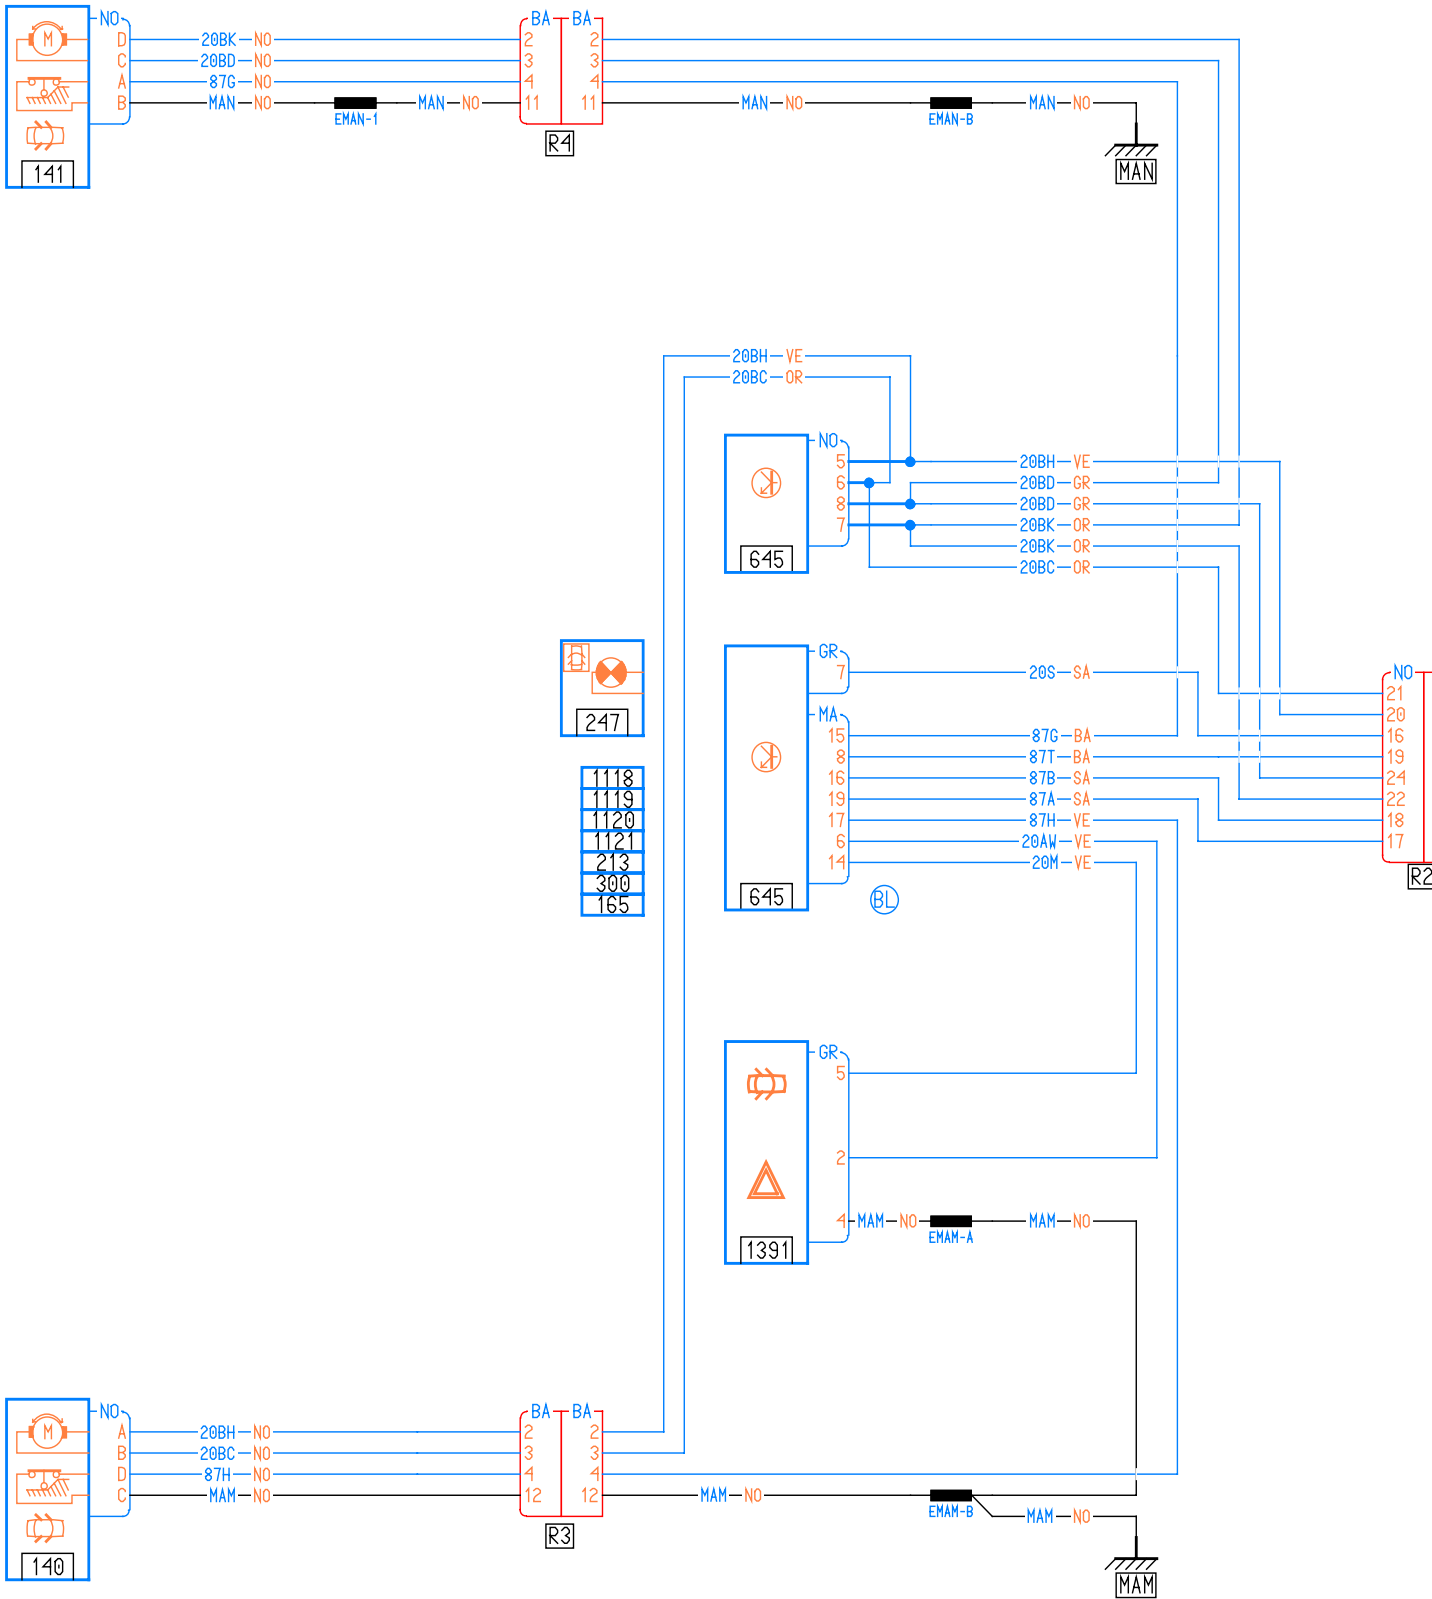 NO BA BA
D 20BK NO 2 2
C 20BD NO 3 3
A 87G NO 4 4
B MAN NO MAN NO 11 11 MAN NO MAN NO
EMAN-1 EMAN-B
R4
141 MAN
M
20BH VE
20BC OR
NO
5 20BH VE
6 20BD GR
8 20BD GR
7 20BK OR
20BK OR
645
20BC OR
GR
7 20S SA NO
21
247 MA 20
15 87G BA 16
8 87T BA 19
1118 16 87B SA 24
1119 19 87A SA 22
1120 17 87H VE 18
1121 6 20AW VE 17
213 14 20M VE
300 R2
165 645 BL
GR
5
2
4 MAM NO MAM NO
EMAM-A
1391
NO BA BA
M
A 20BH NO 2 2
B 20BC NO 3 3
D 87H NO 4 4
C MAM NO 12 12 MAM NO
EMAM-B MAM NO
R3
140 MAM